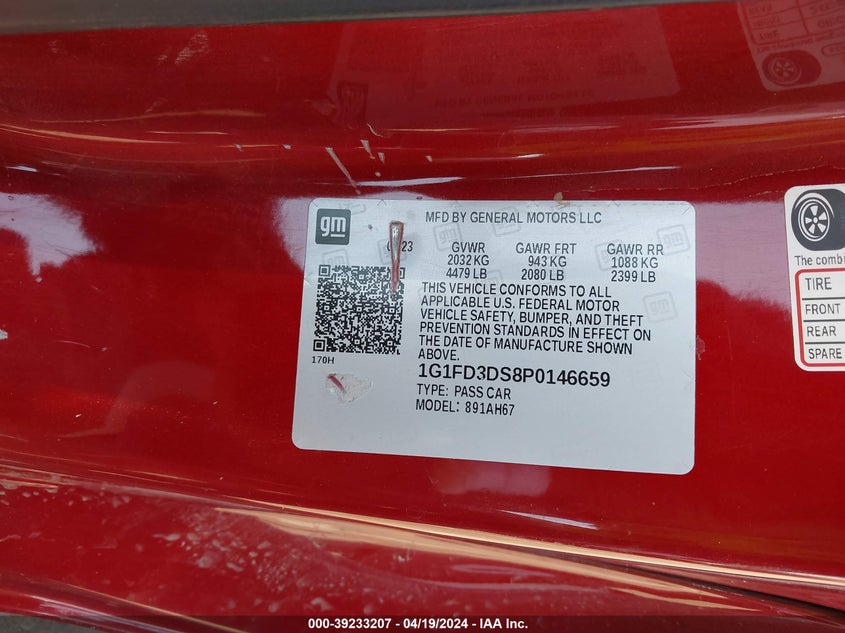 gm
MFD BY GENERAL MOTORS LLC
23 GVWR GAWR FRT GAWR RR
2032 KG 943 KG 1088 KG
4479 LB 2080 LB 2399 LB
THIS VEHICLE CONFORMS TO ALL
APPLICABLE U.S. FEDERAL MOTOR
VEHICLE SAFETY, BUMPER, AND THEFT
PREVENTION STANDARDS IN EFFECT ON
THE DATE OF MANUFACTURE SHOWN
ABOVE.
170H
1G1FD3DS8P0146659
TYPE: PASS CAR
MODEL: 891AH67
The
TIRE
FRONT
REAR
SPARE
000-39233207 - 04/19/2024 - IAA Inc.